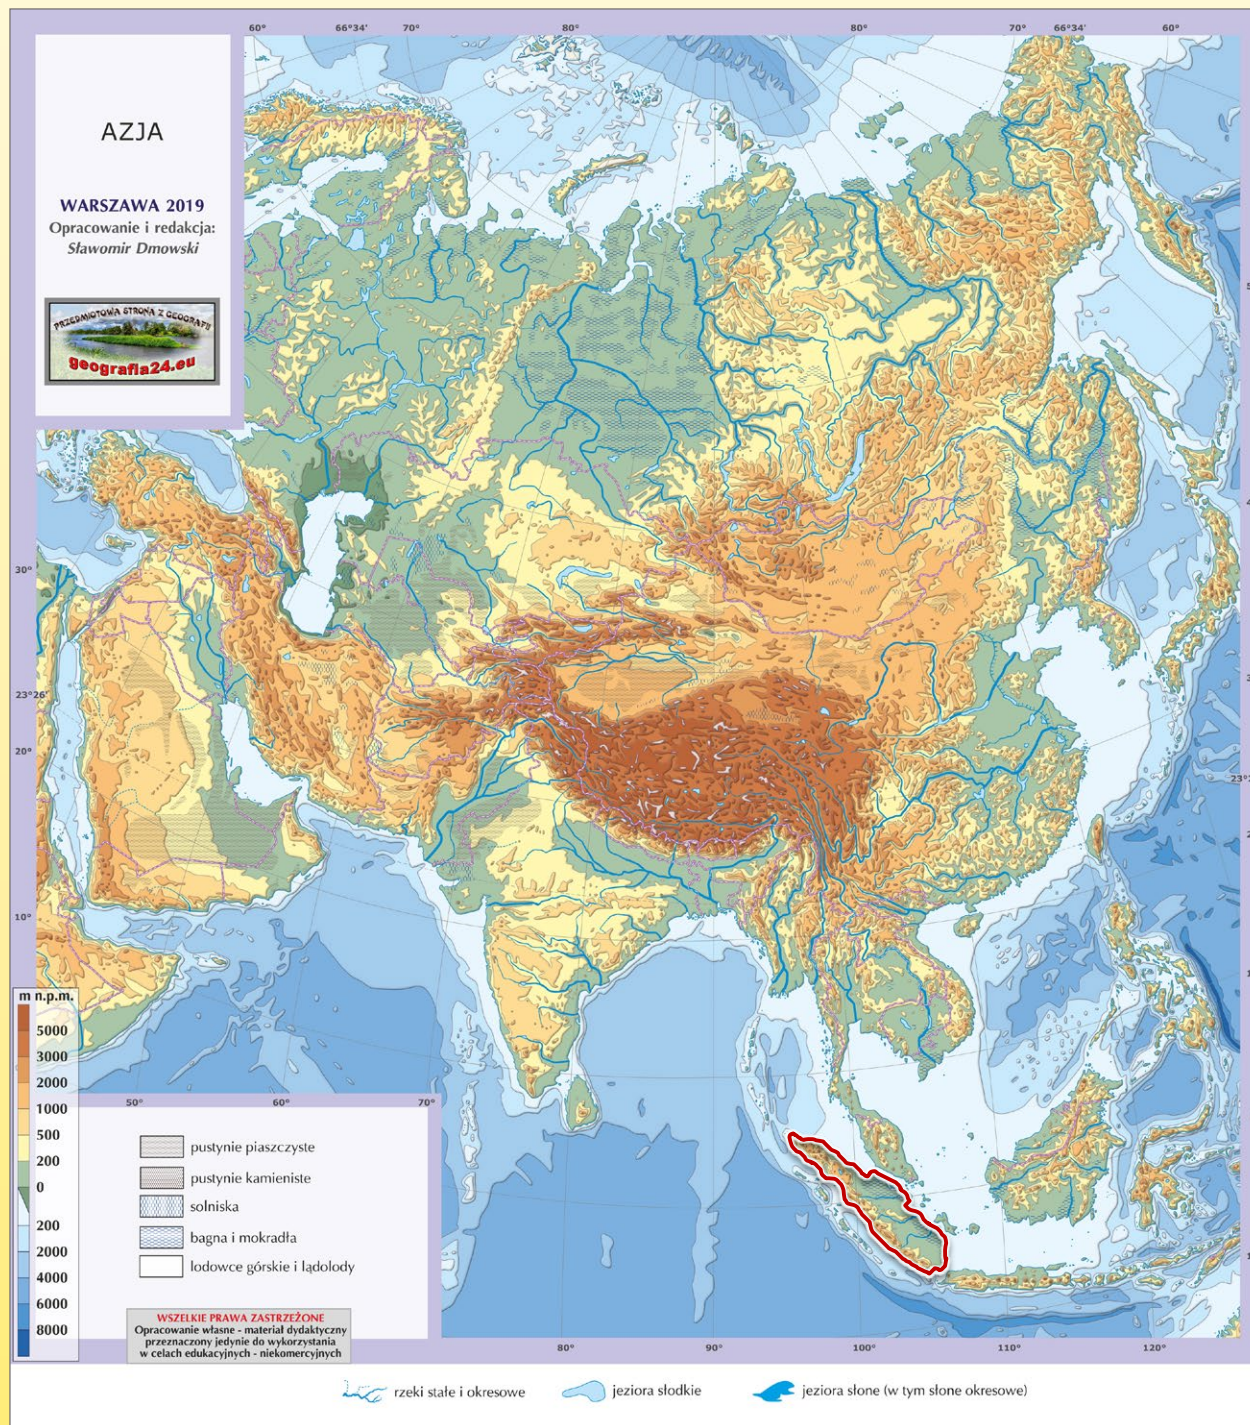 60° 66°34' 70° 80° 80° 70° 66°34' 60°
AZJA
WARSZAWA 2019
Opracowanie i redakcja:
Sławomir Dmowski
PRZEDMIOTOWA STRONA Z GEOGRAFII
geografia24.eu
30°
23°26'
20°
10°
m n.p.m.
5000
3000
2000
1000
500
200
0
200
2000
4000
6000
8000
50° 60° 70°
pustynie piaszczyste
pustynie kamieniste
solniska
bagna i mokradła
lodowce górskie i lądolody
WSZELKIE PRAWA ZASTRZEŻONE
Opracowanie własne - materiał dydaktyczny
przeznaczony jedynie do wykorzystania
w celach edukacyjnych - niekomercyjnych
80° 90° 100° 110° 120°
rzeki stałe i okresowe jeziora słodkie jeziora słone (w tym słone okresowe)